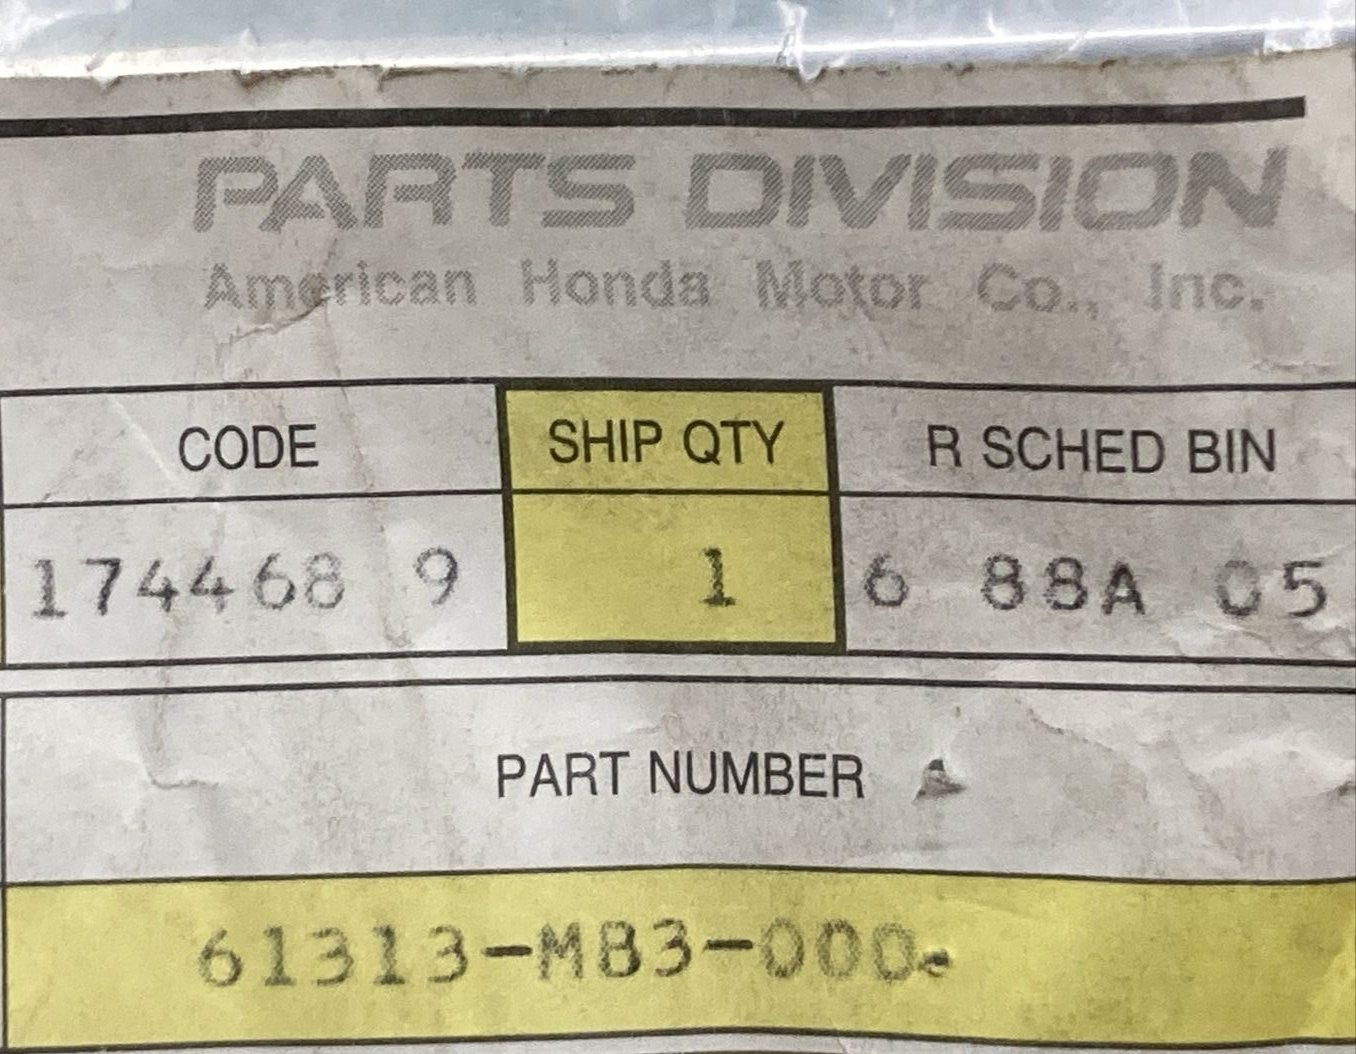 PARTS DIVISION
American Honda Motor Co., Inc.
CODE SHIP QTY R SCHED BIN
174468 9 1 6 88A 05
PART NUMBER
61313-MB3-000